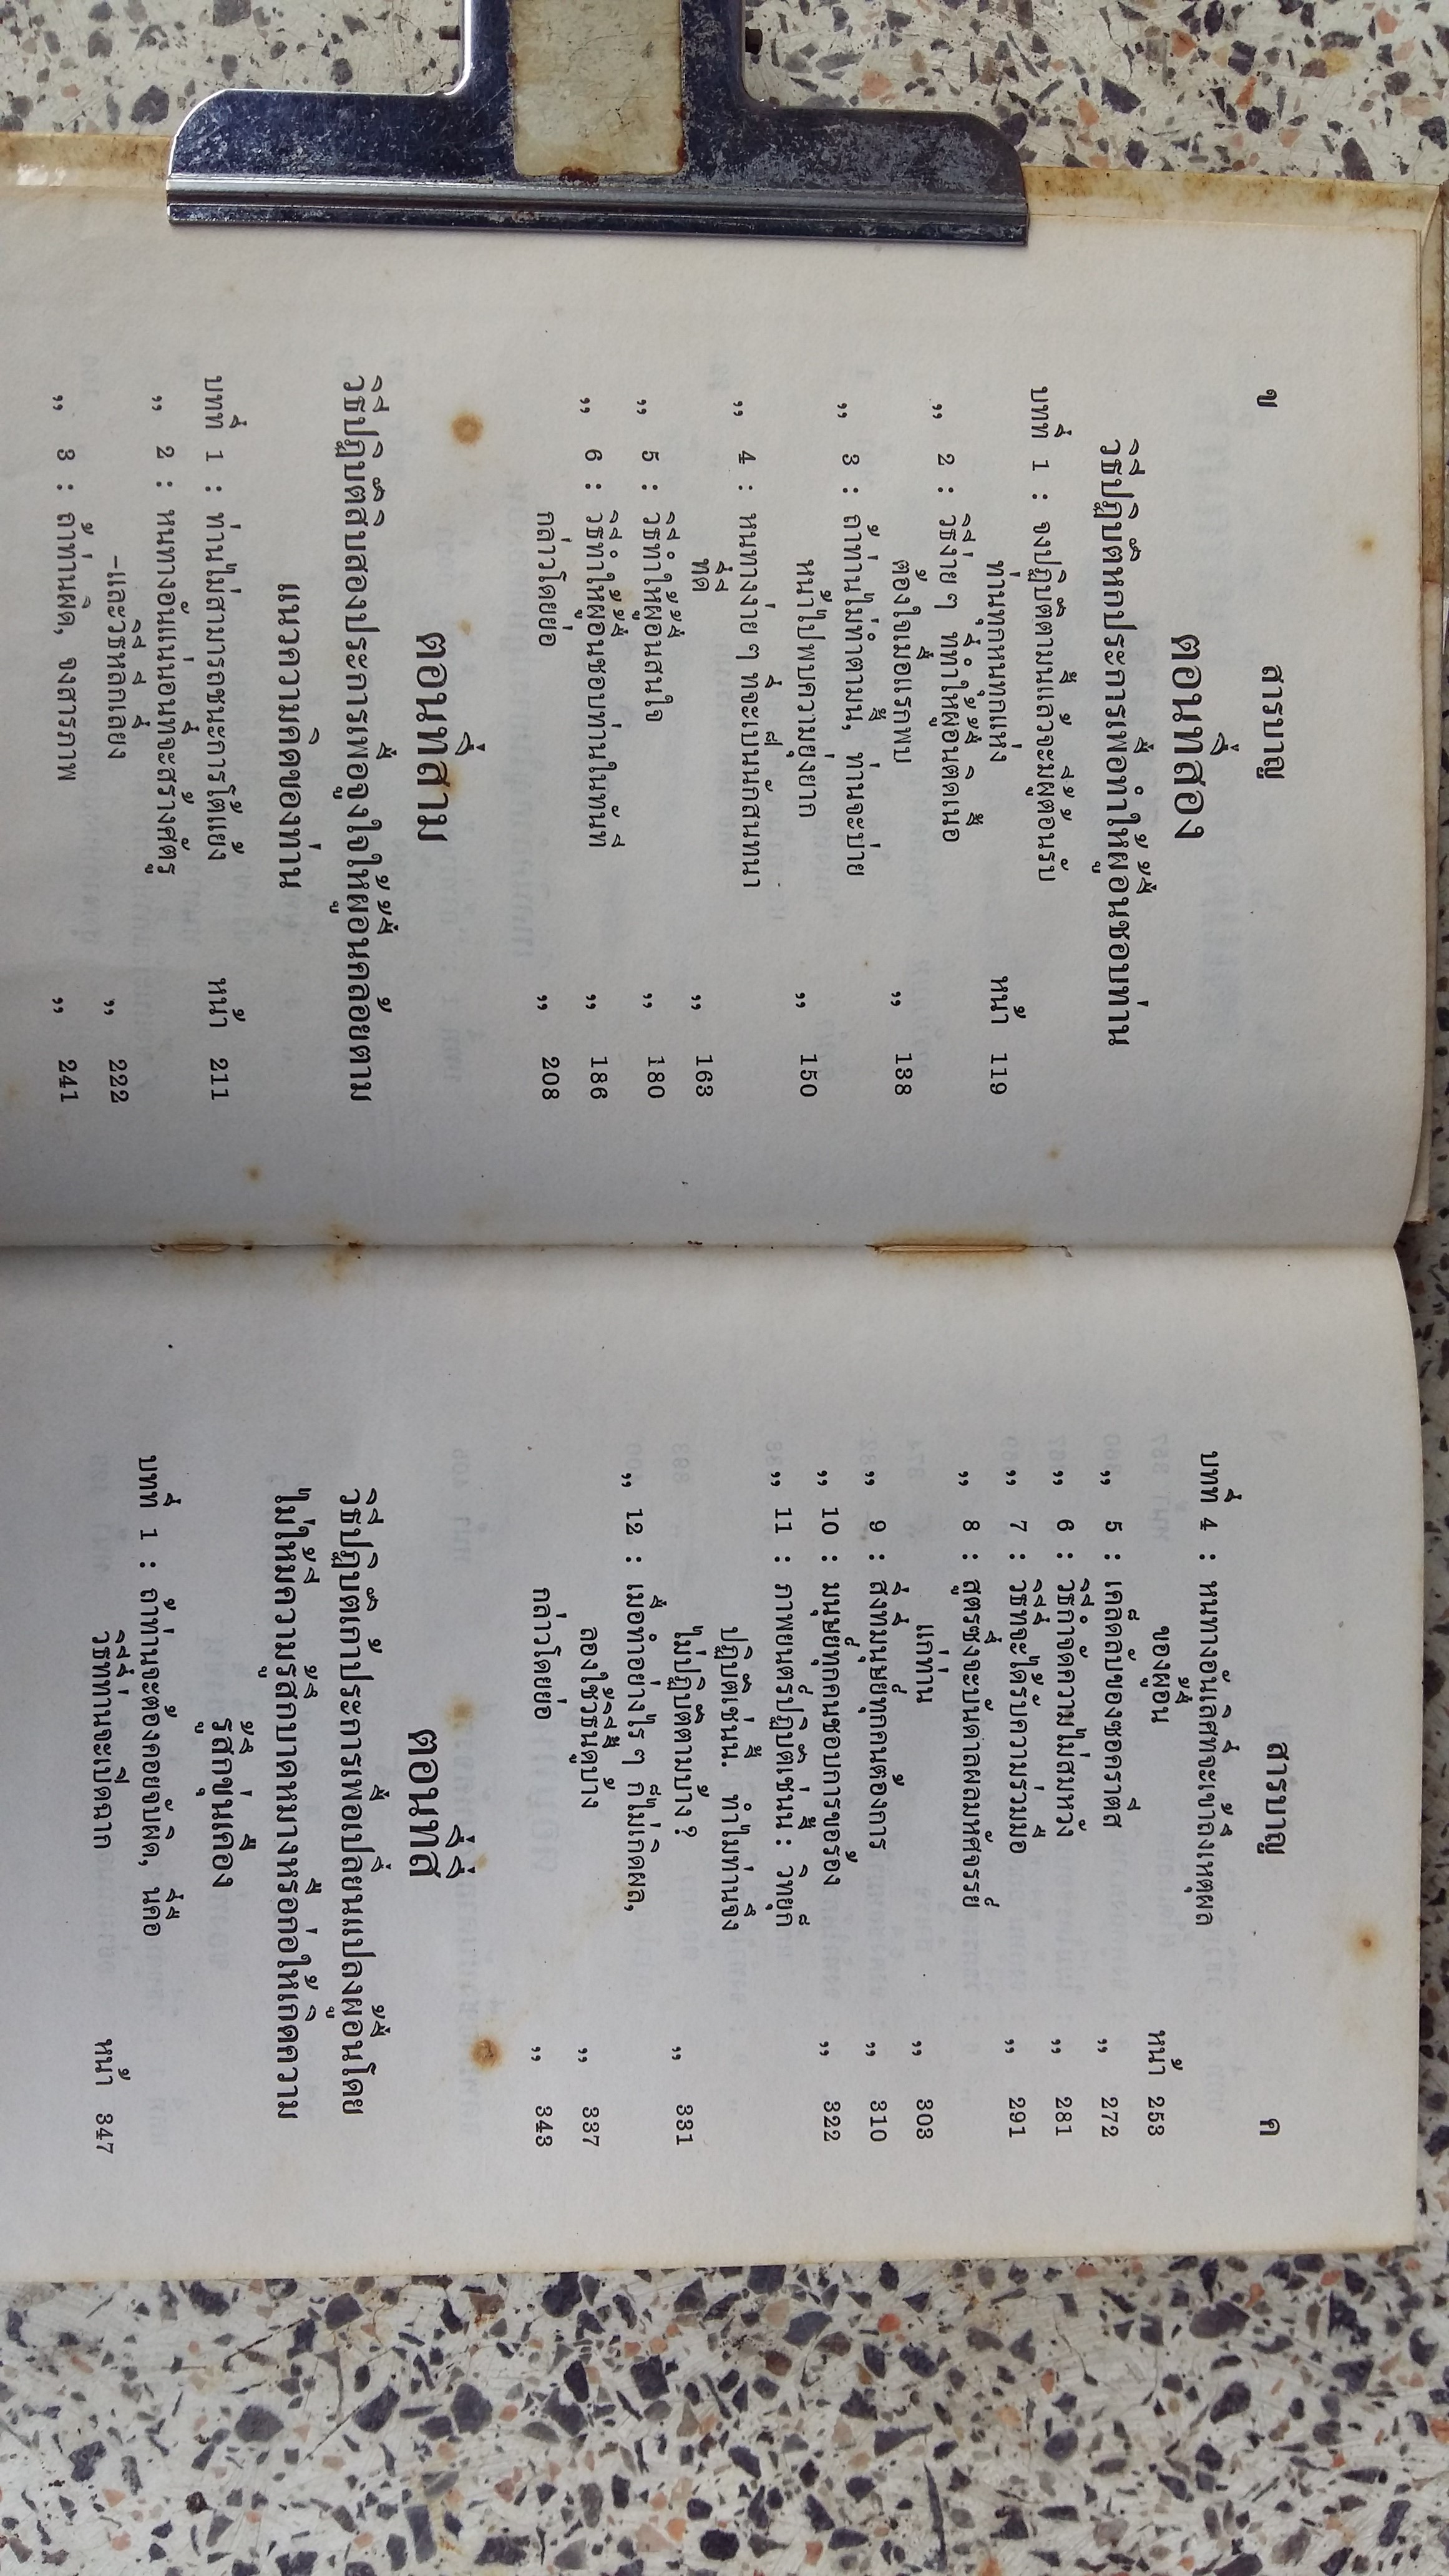 ข สารบาญ
ตอนที่สอง
วิธีปฏิบัติหกประการเพื่อทำให้ผู้อื่นชอบท่าน
บทที่ 1 : จงปฏิบัติตามนี้แล้วจะมีผู้ต้อนรับ
ท่านทุกหนทุกแห่ง หน้า 119
,, 2 : วิธีง่าย ๆ ที่ทำให้ผู้อื่นติดเนื้อ
ต้องใจเมื่อแรกพบ ,, 138
,, 3 : ถ้าท่านไม่ทำตามนี้, ท่านจะบ่าย
หน้าไปพบความยุ่งยาก ,, 150
,, 4 : หนทางง่าย ๆ ที่จะเป็นนักสนทนา
ที่ดี ,, 163
,, 5 : วิธีทำให้ผู้อื่นสนใจ ,, 180
,, 6 : วิธีทำให้ผู้อื่นชอบท่านในทันที ,, 186
กล่าวโดยย่อ ,, 208
ตอนที่สาม
วิธีปฏิบัติสิบสองประการเพื่อจูงใจให้ผู้อื่นคล้อยตาม
แนวความคิดของท่าน
บทที่ 1 : ท่านไม่สามารถชนะการโต้แย้ง หน้า 211
,, 2 : หนทางอันแน่นอนที่จะสร้างศัตรู
-และวิธีหลีกเลี่ยง ,, 222
,, 3 : ถ้าท่านผิด, จงสารภาพ ,, 241
สารบาญ ค
บทที่ 4 : หนทางอันเลิศที่จะเข้าถึงเหตุผล
ของผู้อื่น หน้า 253
,, 5 : เคล็ดลับของซอคราตีส ,, 272
,, 6 : วิธีกำจัดความไม่สมหวัง ,, 281
,, 7 : วิธีที่จะได้รับความร่วมมือ ,, 291
,, 8 : สูตรซึ่งจะบันดาลผลมหัศจรรย์
แก่ท่าน ,, 303
,, 9 : สิ่งที่มนุษย์ทุกคนต้องการ ,, 310
,, 10 : มนุษย์ทุกคนชอบการขอร้อง ,, 322
,, 11 : ภาพยนตร์ปฏิบัติเช่นนี้ : วิทยุก็
ปฏิบัติเช่นนี้. ทำไมท่านจึง
ไม่ปฏิบัติตามบ้าง ? ,, 331
,, 12 : เมื่อทำอย่างไร ๆ ก็ไม่เกิดผล,
ลองใช้วิธีนี้ดูบ้าง ,, 337
กล่าวโดยย่อ ,, 343
ตอนที่สี่
วิธีปฏิบัติเก้าประการเพื่อเปลี่ยนแปลงผู้อื่นโดย
ไม่ให้มีความรู้สึกบาดหมางหรือก่อให้เกิดความ
รู้สึกขุ่นเคือง
บทที่ 1 : ถ้าท่านจะต้องคอยจับผิด, นี่คือ
วิธีที่ท่านจะเปิดฉาก หน้า 347